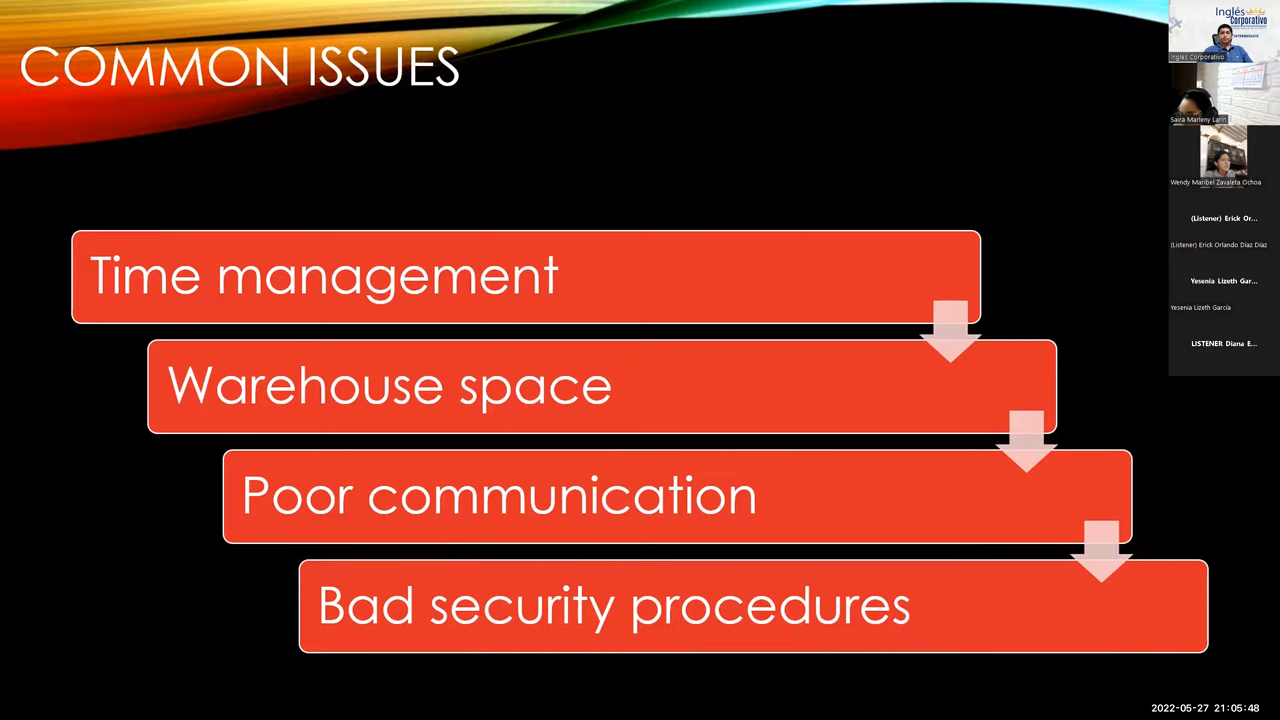 COMMON ISSUES
Time management
Warehouse space
Poor communication
Bad security procedures
Inglés
Corporativo
INTERMEDIATE
Inglés Corporativo
Saira Marleny Larin
Wendy Maribel Zavaleta Ochoa
(Listener) Erick Or...
(Listener) Erick Orlando Díaz Díaz
Yesenia Lizeth Gar...
Yesenia Lizeth García
LISTENER Diana E...
2022-05-27 21:05:48